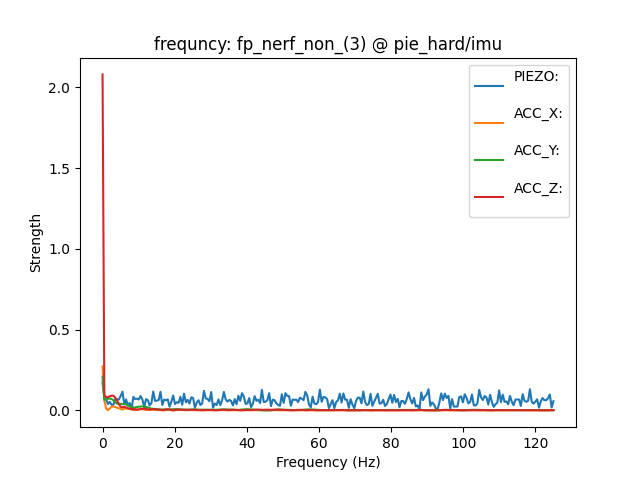 frequncy: fp_nerf_non_(3) @ pie_hard/imu
PIEZO:
ACC_X:
ACC_Y:
ACC_Z:
Strength
2.0
1.5
1.0
0.5
0.0
0
20
40
60
80
100
120
Frequency (Hz)